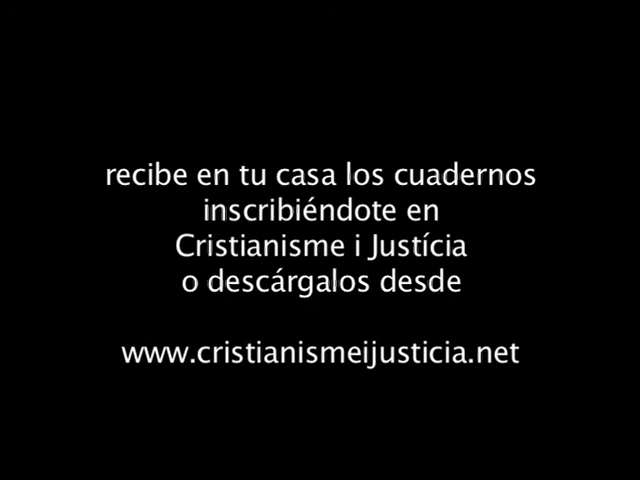 recibe en tu casa los cuadernos
inscribiéndote en
Cristianisme i Justícia
o descárgalos desde
www.cristianismeijusticia.net